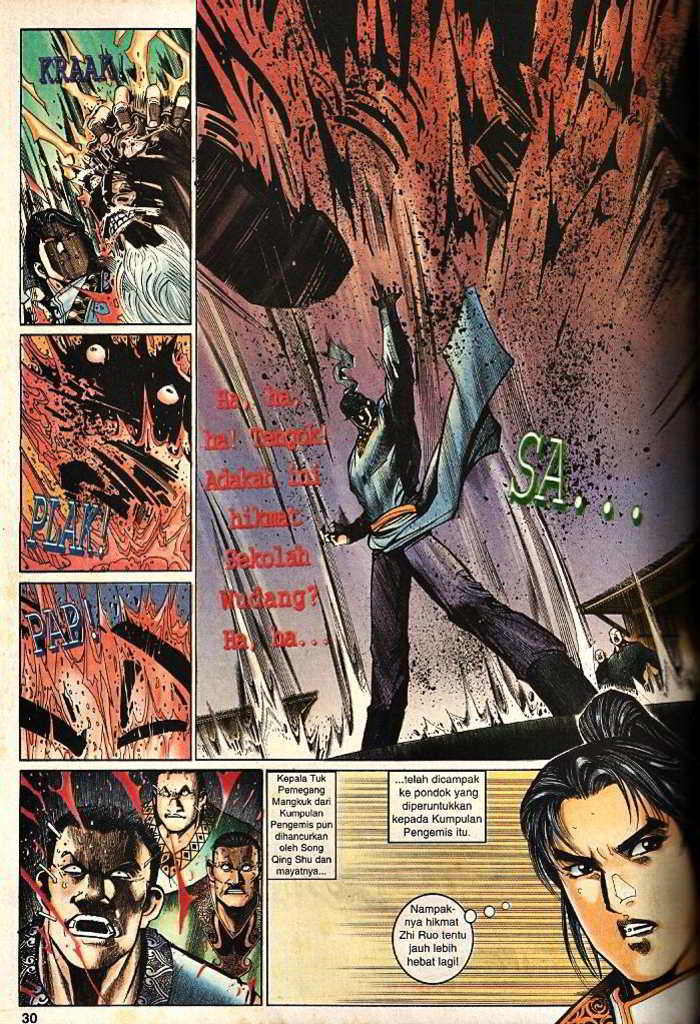 KRAAK!
PLAK!
PAP!
Ha, ha,
ha! Tengok!
Adakah ini
hikmat
Sekolah
Wudang?
Ha, ha...
SA...
Kepala Tuk
Pemegang
Mangkuk dari
Kumpulan
Pengemis pun
dihancurkan
oleh Song
Qing Shu dan
mayatnya...
...telah dicampak
ke pondok yang
diperuntukkan
kepada Kumpulan
Pengemis itu.
Nampak-
nya hikmat
Zhi Ruo tentu
jauh lebih
hebat lagi!
30